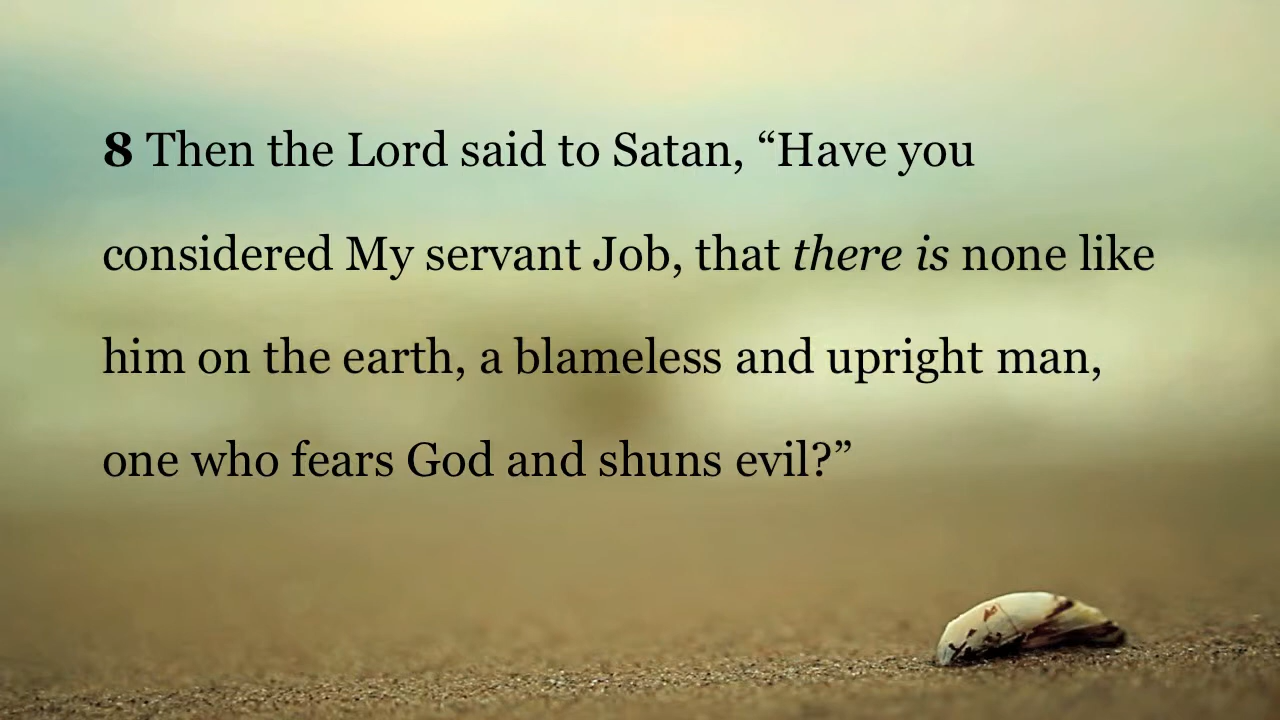 8 Then the Lord said to Satan, “Have you
considered My servant Job, that there is none like
him on the earth, a blameless and upright man,
one who fears God and shuns evil?”